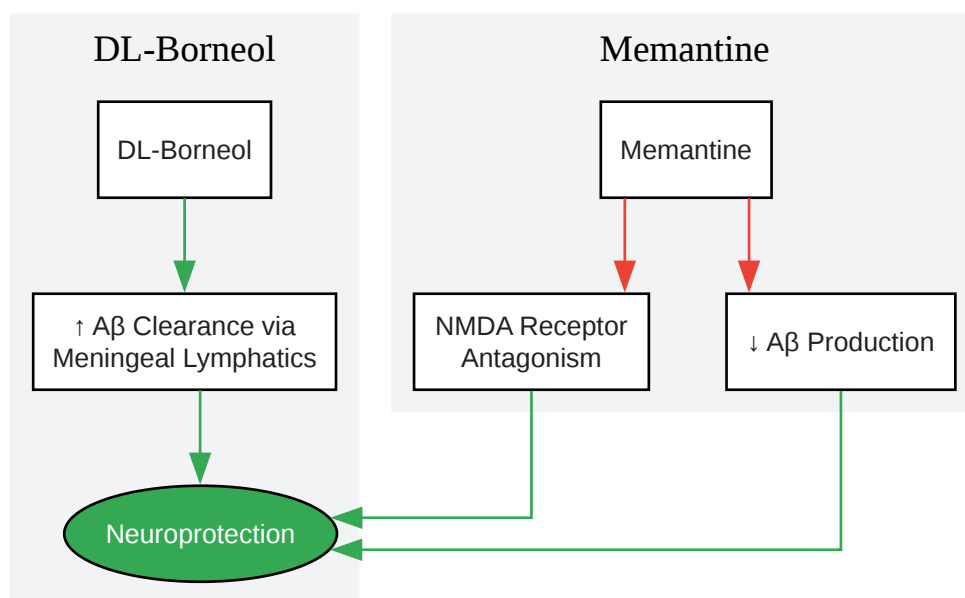 DL-Borneol
Memantine
DL-Borneol
Memantine
↑ Aβ Clearance via
Meningeal Lymphatics
NMDA Receptor
Antagonism
↓ Aβ Production
Neuroprotection